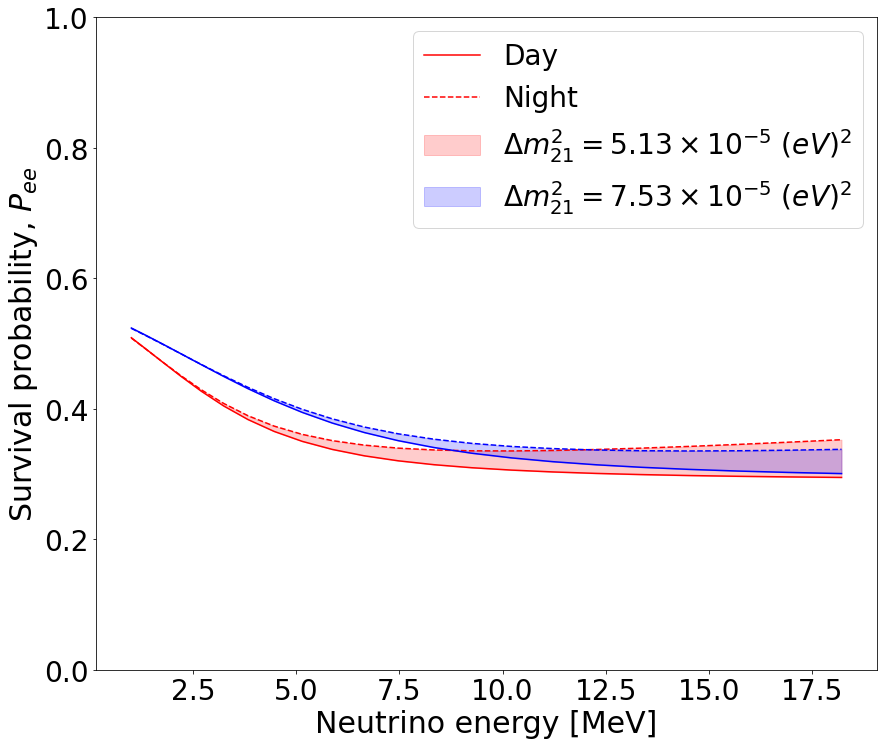 Day
Night
Δm²₂₁ = 5.13 × 10⁻⁵ (eV)²
Δm²₂₁ = 7.53 × 10⁻⁵ (eV)²
Survival probability, Pₑₑ
1.0
0.8
0.6
0.4
0.2
0.0
2.5 5.0 7.5 10.0 12.5 15.0 17.5
Neutrino energy [MeV]